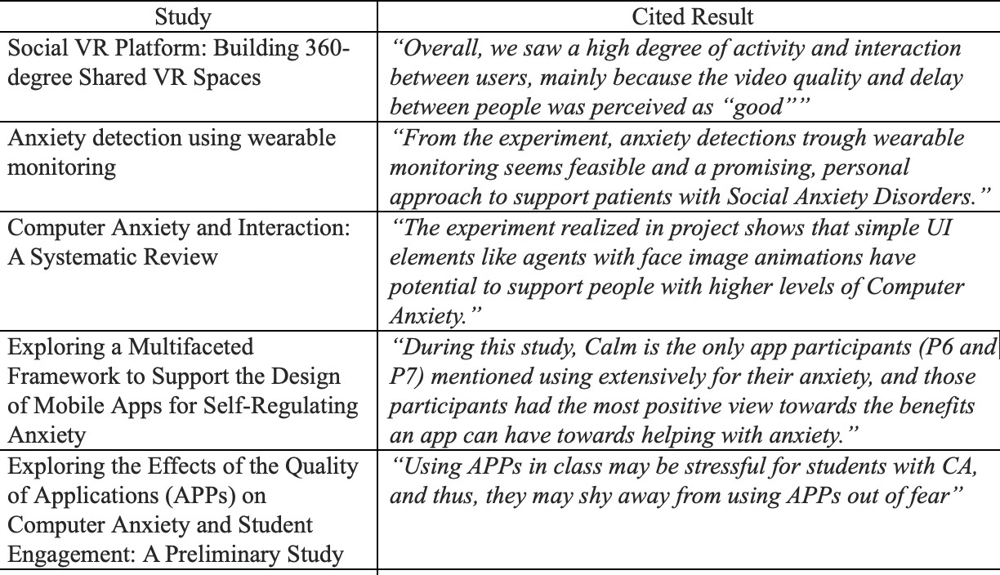 Study
Cited Result
Social VR Platform: Building 360-
degree Shared VR Spaces
“Overall, we saw a high degree of activity and interaction
between users, mainly because the video quality and delay
between people was perceived as “good””
Anxiety detection using wearable
monitoring
“From the experiment, anxiety detections trough wearable
monitoring seems feasible and a promising, personal
approach to support patients with Social Anxiety Disorders.”
Computer Anxiety and Interaction:
A Systematic Review
“The experiment realized in project shows that simple UI
elements like agents with face image animations have
potential to support people with higher levels of Computer
Anxiety.”
Exploring a Multifaceted
Framework to Support the Design
of Mobile Apps for Self-Regulating
Anxiety
“During this study, Calm is the only app participants (P6 and
P7) mentioned using extensively for their anxiety, and those
participants had the most positive view towards the benefits
an app can have towards helping with anxiety.”
Exploring the Effects of the Quality
of Applications (APPs) on
Computer Anxiety and Student
Engagement: A Preliminary Study
“Using APPs in class may be stressful for students with CA,
and thus, they may shy away from using APPs out of fear”